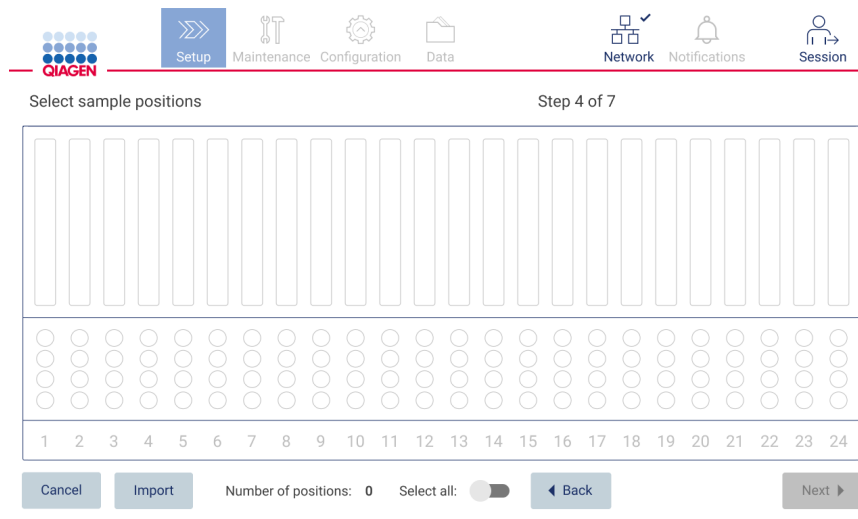 QIAGEN
Setup
Maintenance
Configuration
Data
Network
Notifications
Session
Select sample positions
Step 4 of 7
1 2 3 4 5 6 7 8 9 10 11 12 13 14 15 16 17 18 19 20 21 22 23 24
Cancel
Import
Number of positions: 0
Select all:
Back
Next